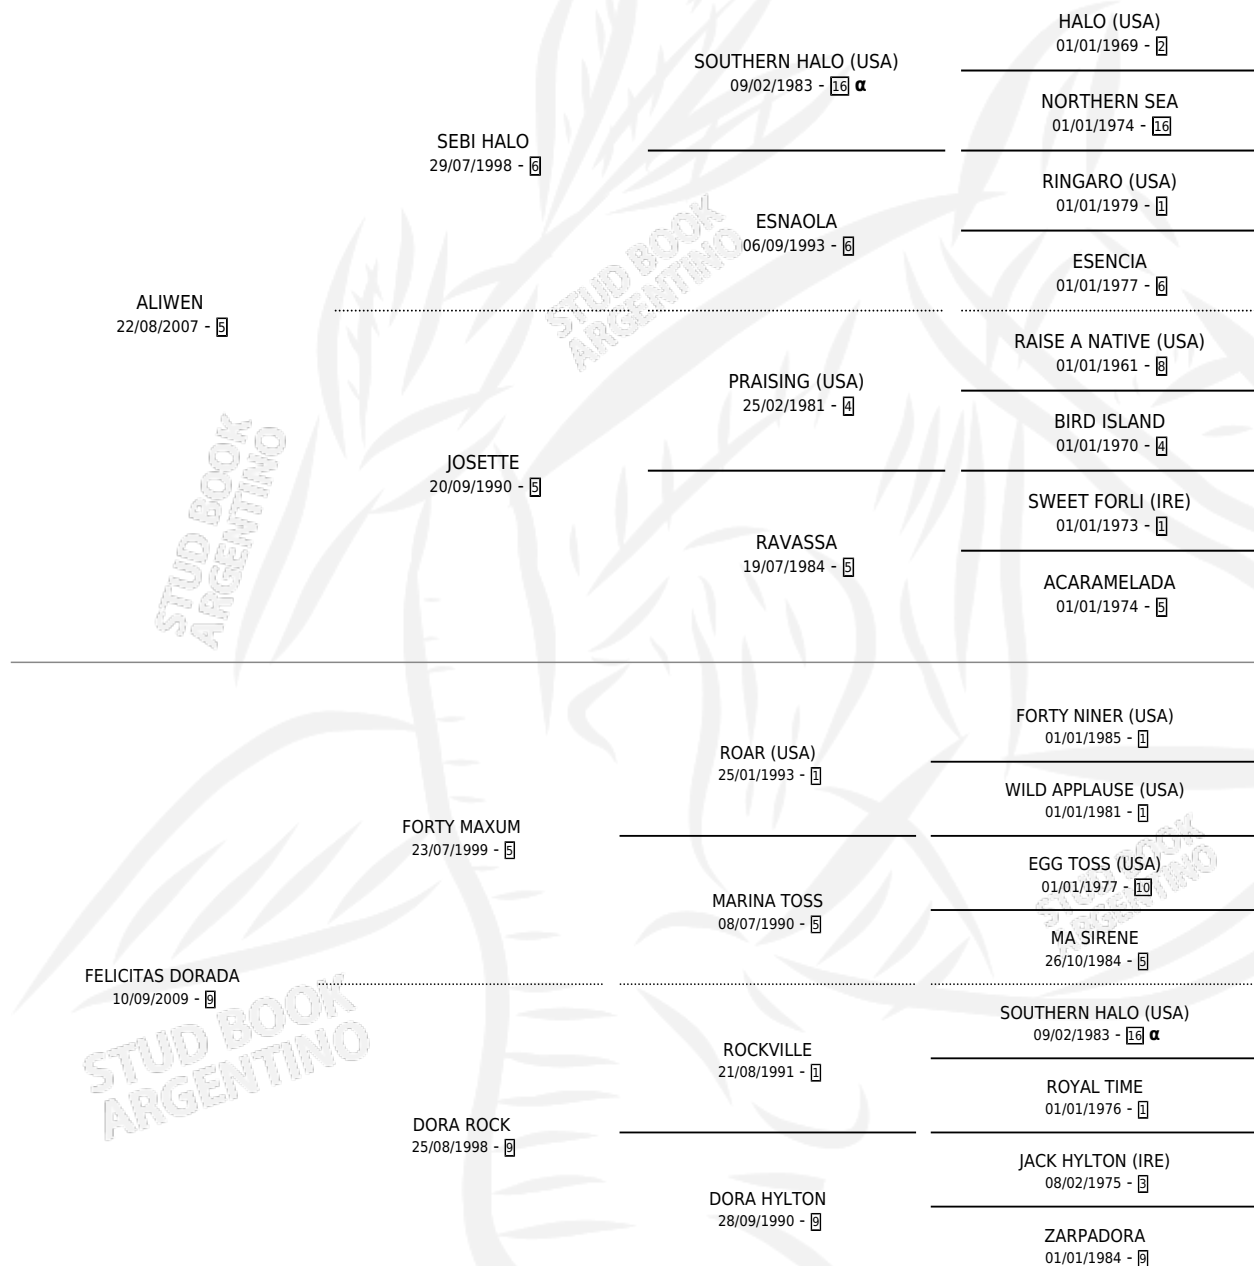 HALO (USA)
01/01/1969 - 2
SOUTHERN HALO (USA)
09/02/1983 - 16 α
NORTHERN SEA
01/01/1974 - 16
SEBI HALO
29/07/1998 - 6
RINGARO (USA)
01/01/1979 - 1
ESNAOLA
06/09/1993 - 6
ESENCIA
01/01/1977 - 6
ALIWEN
22/08/2007 - 5
STUD BOOK
ARGENTINO
RAISE A NATIVE (USA)
01/01/1961 - 8
PRAISING (USA)
25/02/1981 - 4
BIRD ISLAND
01/01/1970 - 4
JOSETTE
20/09/1990 - 5
STUD BOOK
ARGENTINO
SWEET FORLI (IRE)
01/01/1973 - 1
RAVASSA
19/07/1984 - 5
ACARAMELADA
01/01/1974 - 5
FORTY NINER (USA)
01/01/1985 - 1
ROAR (USA)
25/01/1993 - 1
WILD APPLAUSE (USA)
01/01/1981 - 1
FORTY MAXUM
23/07/1999 - 5
EGG TOSS (USA)
01/01/1977 - 10
STUD BOOK
ARGENTINO
MARINA TOSS
08/07/1990 - 5
MA SIRENE
26/10/1984 - 5
FELICITAS DORADA
10/09/2009 - 9
STUD BOOK
ARGENTINO
SOUTHERN HALO (USA)
09/02/1983 - 16 α
ROCKVILLE
21/08/1991 - 1
ROYAL TIME
01/01/1976 - 1
DORA ROCK
25/08/1998 - 9
JACK HYLTON (IRE)
08/02/1975 - 3
DORA HYLTON
28/09/1990 - 9
ZARPADORA
01/01/1984 - 9